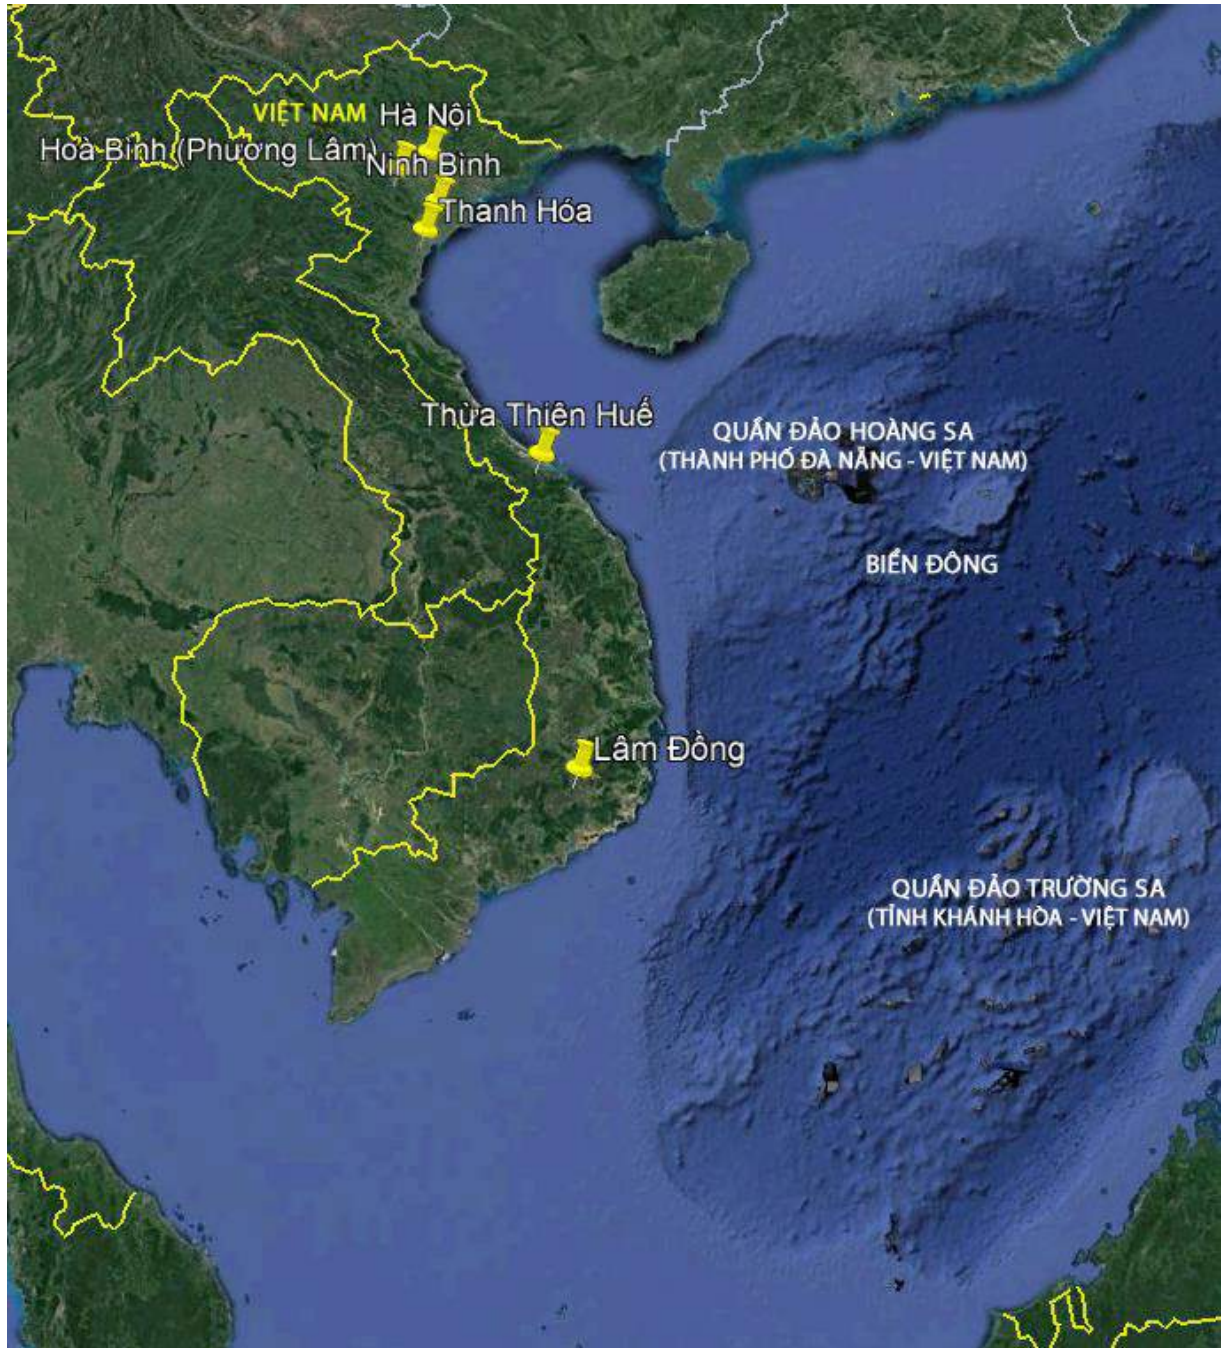 VIỆT NAM
Hà Nội
Hoà Bình (Phương Lâm)
Ninh Bình
Thanh Hóa
Thừa Thiên Huế
QUẦN ĐẢO HOÀNG SA
(THÀNH PHỐ ĐÀ NẴNG - VIỆT NAM)
BIỂN ĐÔNG
Lâm Đồng
QUẦN ĐẢO TRƯỜNG SA
(TỈNH KHÁNH HÒA - VIỆT NAM)